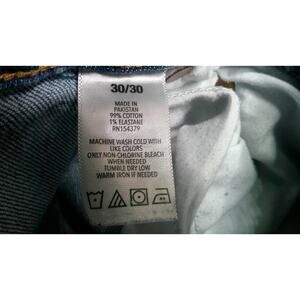 30/30
MADE IN
PAKISTAN
99% COTTON
1% ELASTANE
RN154379
MACHINE WASH COLD WITH
LIKE COLORS
ONLY NON-CHLORINE BLEACH
WHEN NEEDED
TUMBLE DRY LOW
WARM IRON IF NEEDED